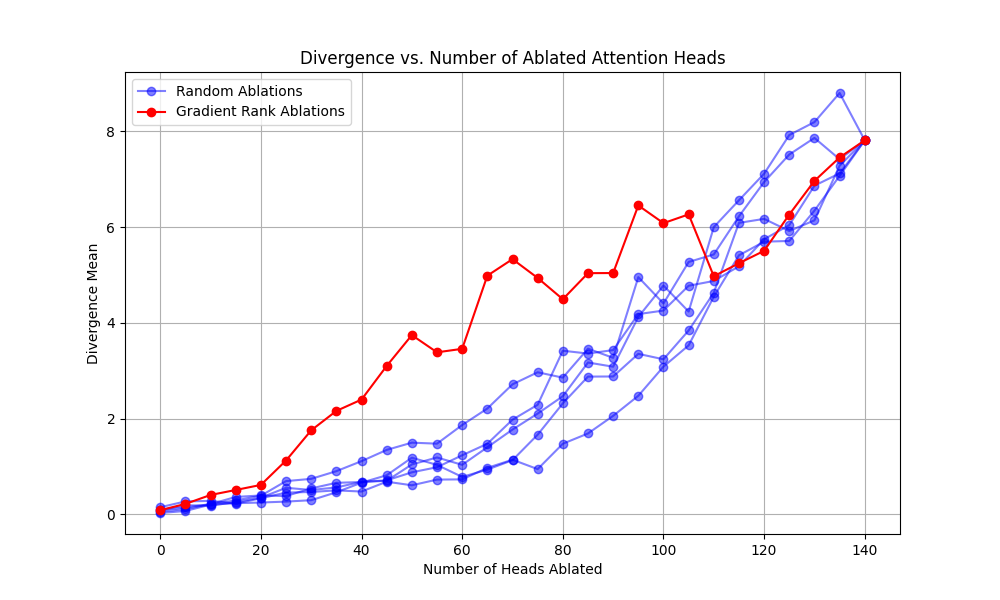 Divergence vs. Number of Ablated Attention Heads
Random Ablations
Gradient Rank Ablations
Divergence Mean
8
6
4
2
0
0 20 40 60 80 100 120 140
Number of Heads Ablated